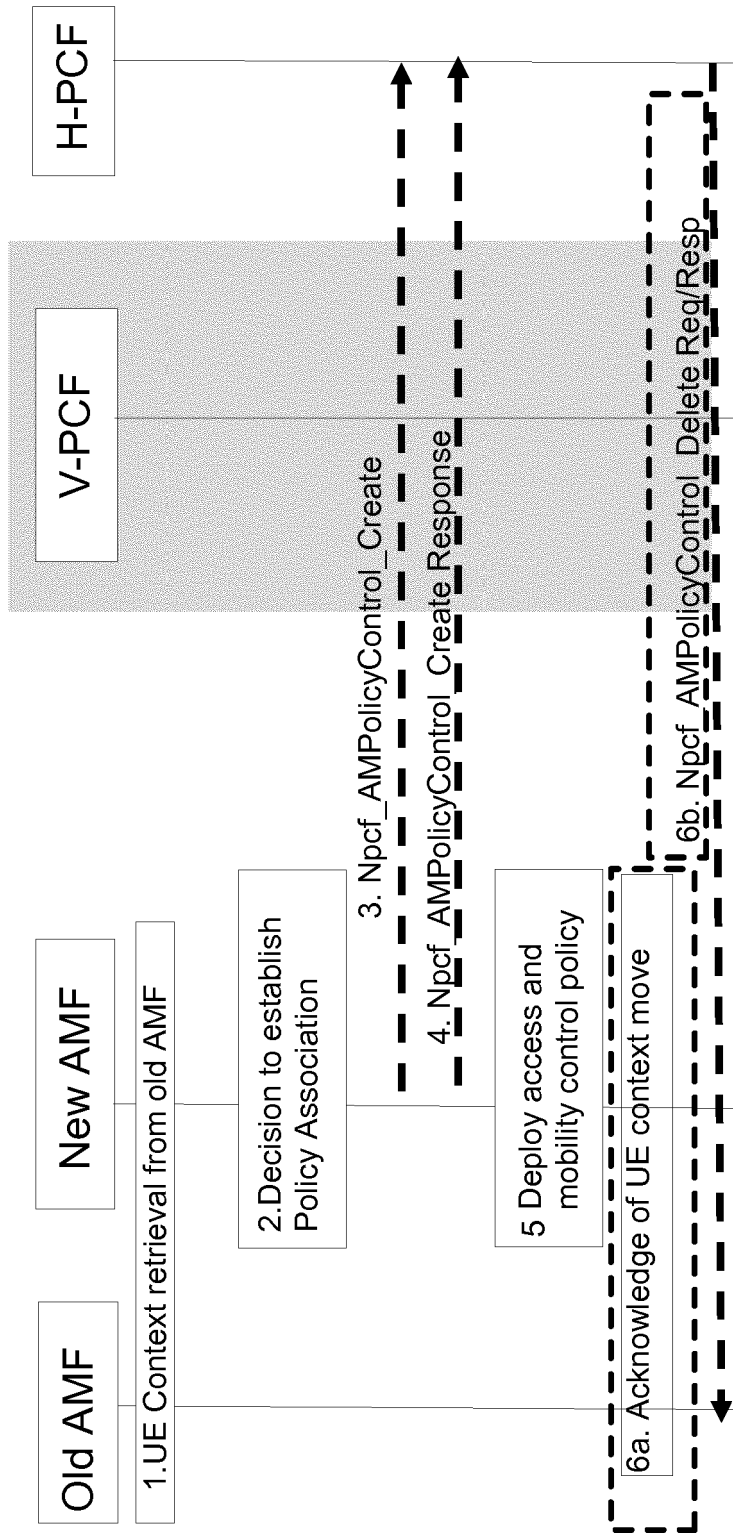 Old AMF
New AMF
V-PCF
H-PCF
1.UE Context retrieval from old AMF
2.Decision to establish
Policy Association
3. Npcf_AMPolicyControl_Create
4. Npcf_AMPolicyControl_Create Response
5 Deploy access and
mobility control policy
6a. Acknowledge of UE context move
6b. Npcf_AMPolicyControl_Delete Req/Resp